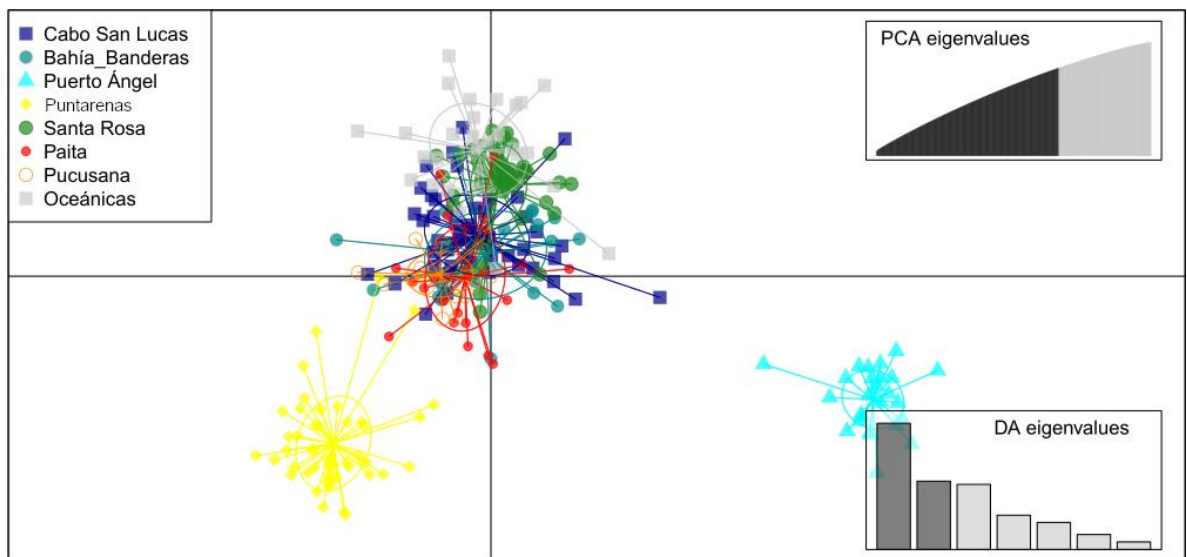 Cabo San Lucas
Bahía_Banderas
Puerto Ángel
Puntarenas
Santa Rosa
Paita
Pucusana
Oceánicas
PCA eigenvalues
DA eigenvalues